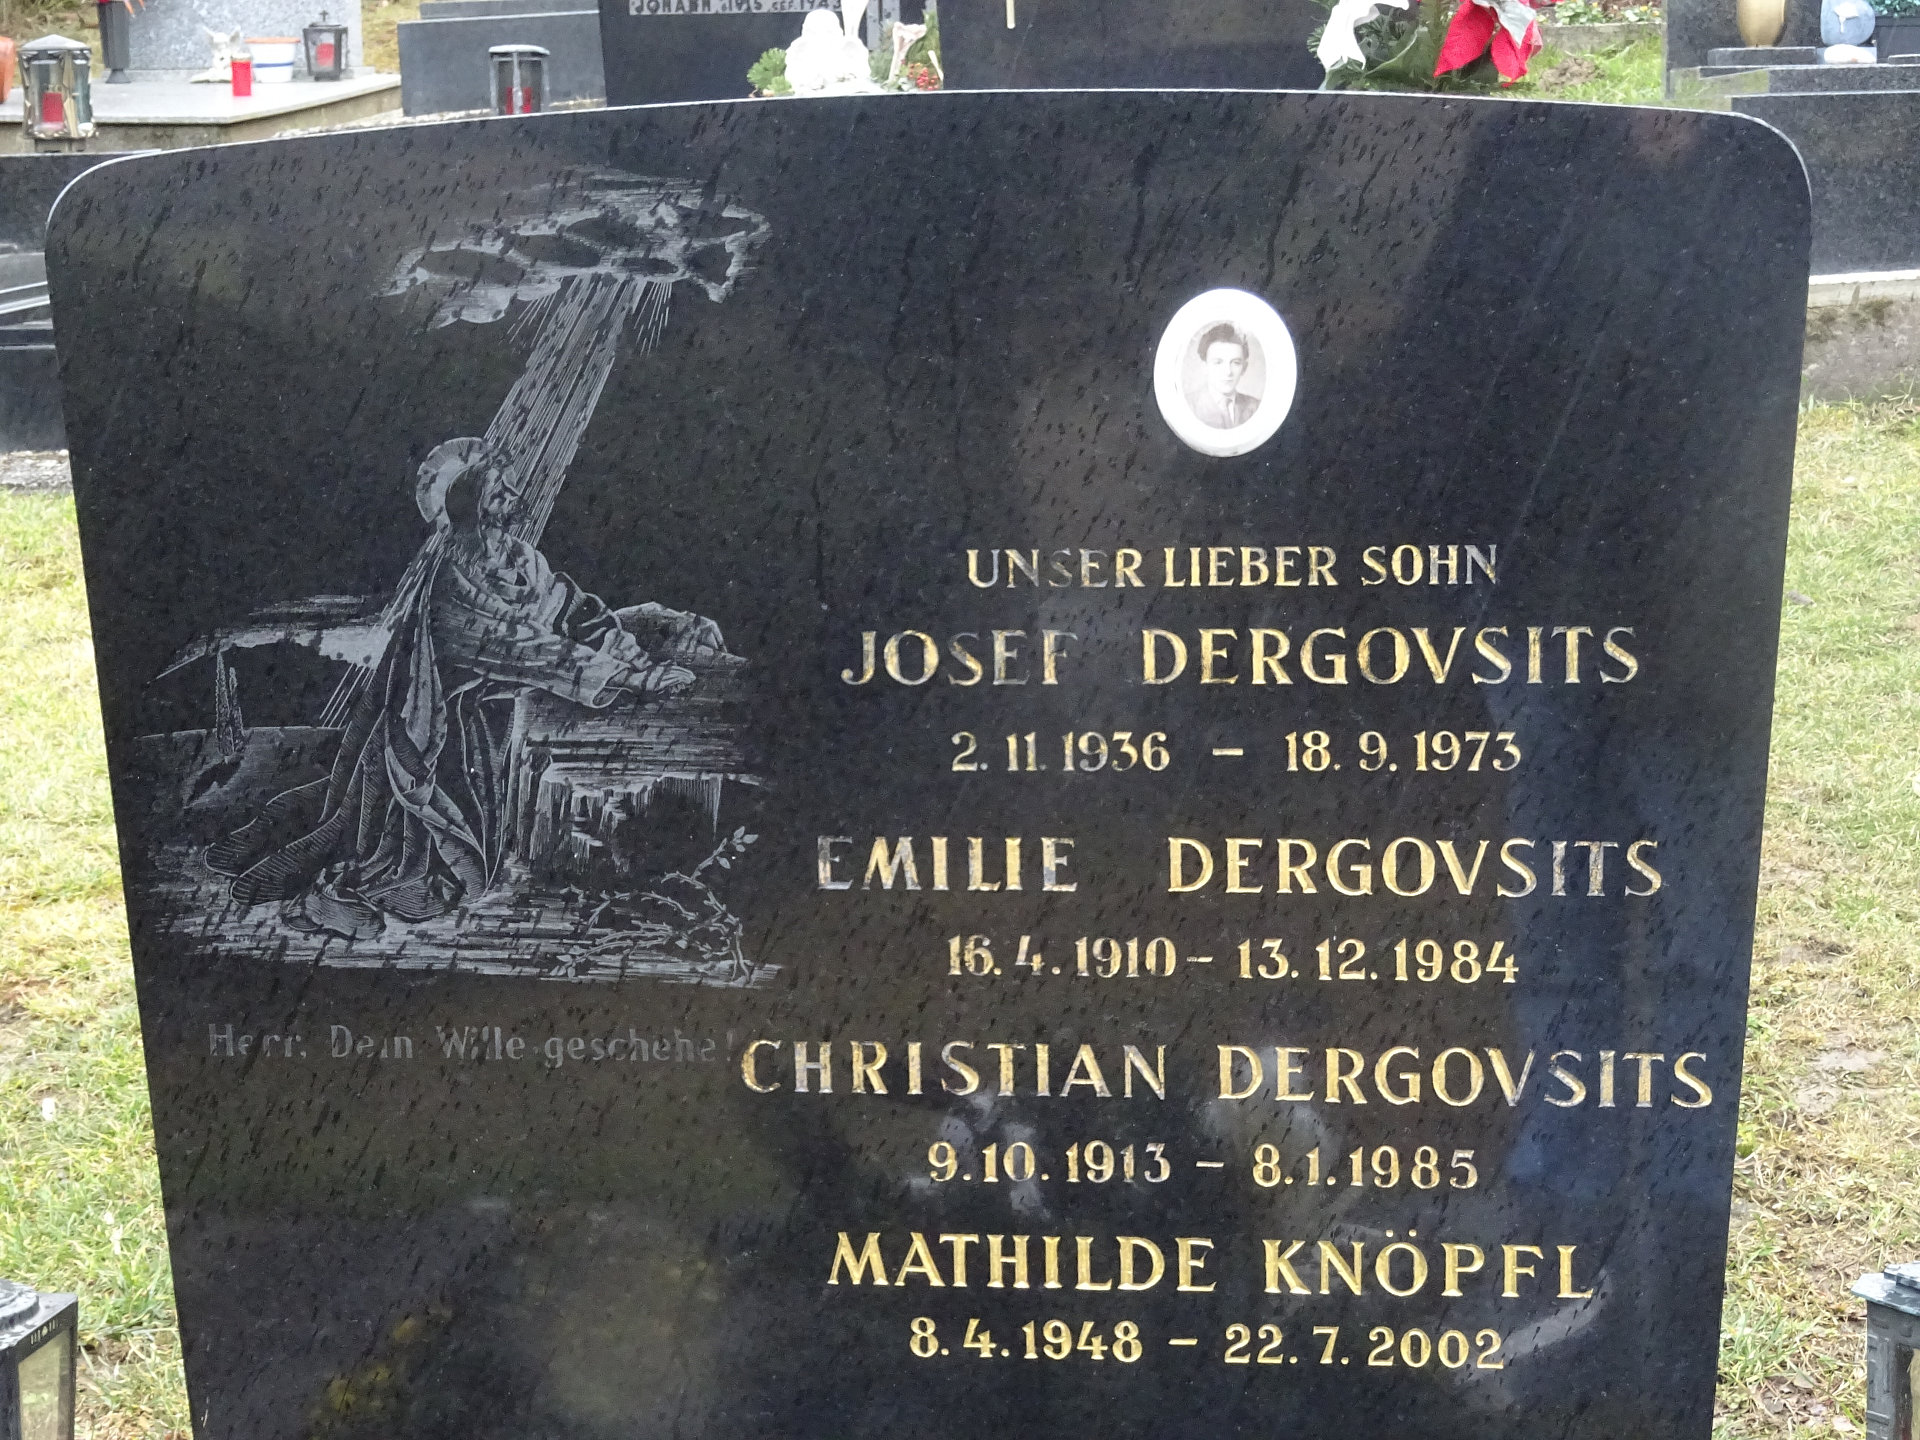 JOHANN
UNSER LIEBER SOHN
JOSEF DERGOVSITS
2.11.1936 – 18.9.1973
EMILIE DERGOVSITS
16.4.1910 – 13.12.1984
Herr, Dein Wille geschehe!
CHRISTIAN DERGOVSITS
9.10.1913 – 8.1.1985
MATHILDE KNÖPFL
8.4.1948 – 22.7.2002